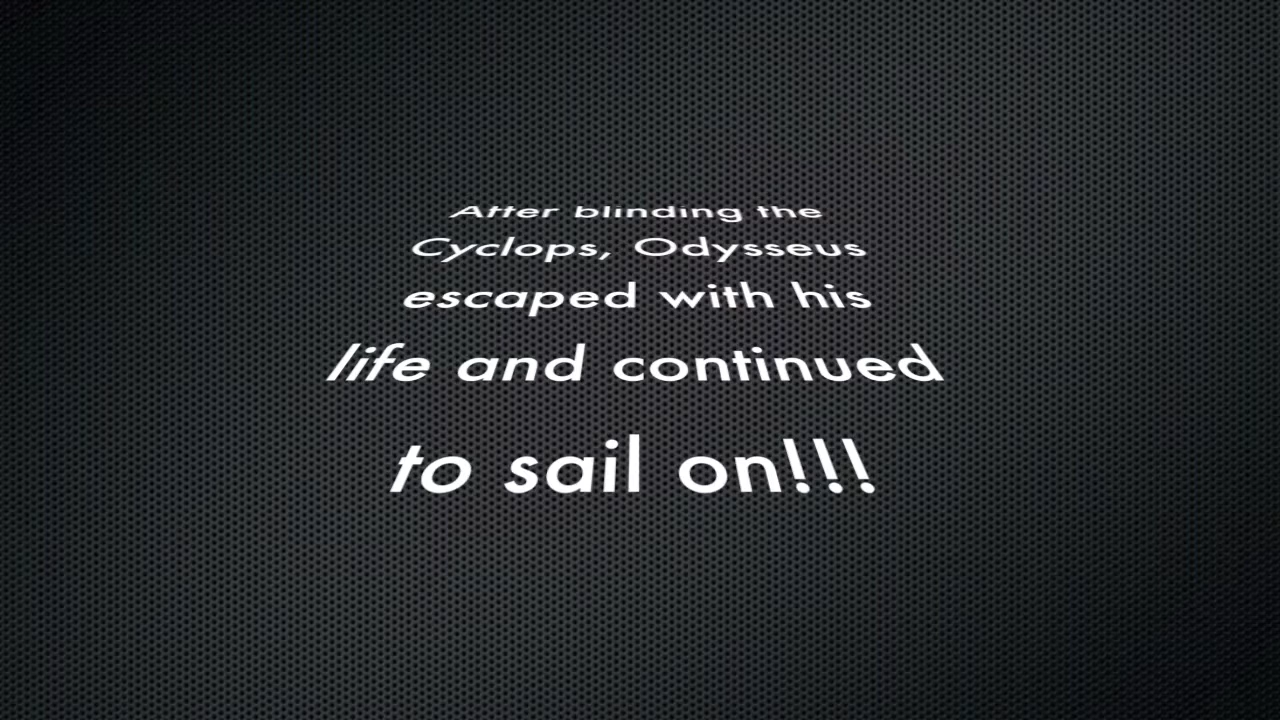 After blinding the
Cyclops, Odysseus
escaped with his
life and continued
to sail on!!!